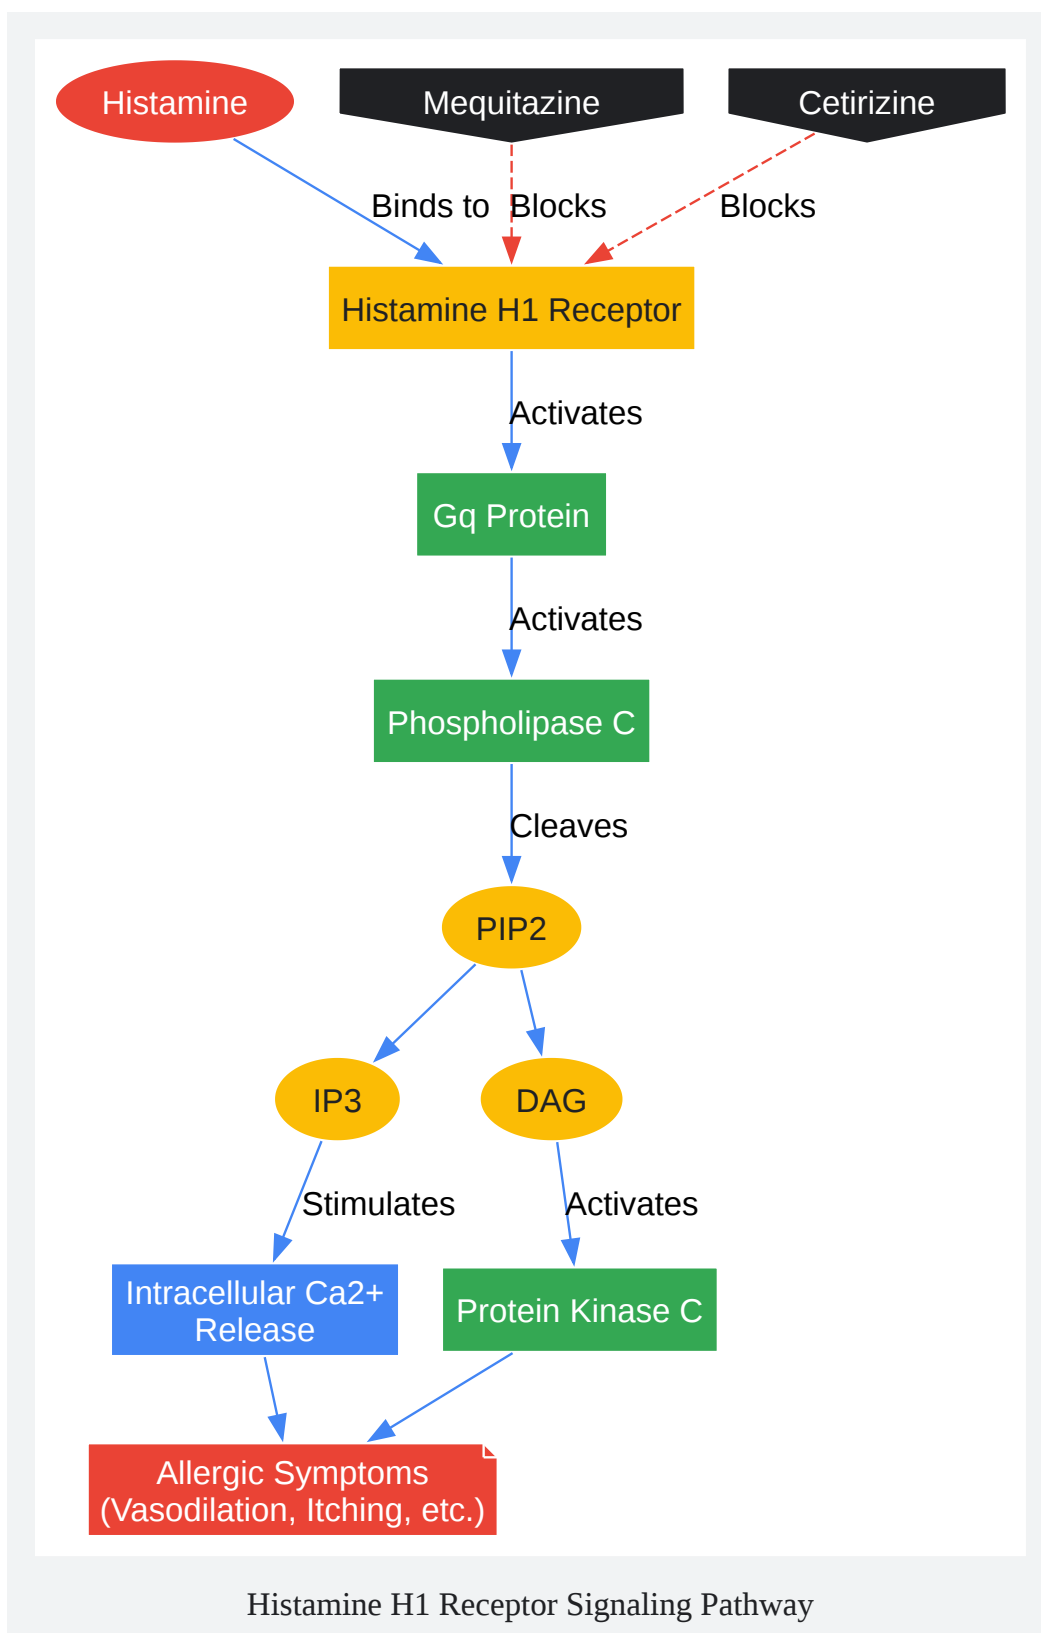 Histamine
Mequitazine
Cetirizine
Binds to
Blocks
Blocks
Histamine H1 Receptor
Activates
Gq Protein
Activates
Phospholipase C
Cleaves
PIP2
IP3
DAG
Stimulates
Activates
Intracellular Ca2+
Release
Protein Kinase C
Allergic Symptoms
(Vasodilation, Itching, etc.)
Histamine H1 Receptor Signaling Pathway